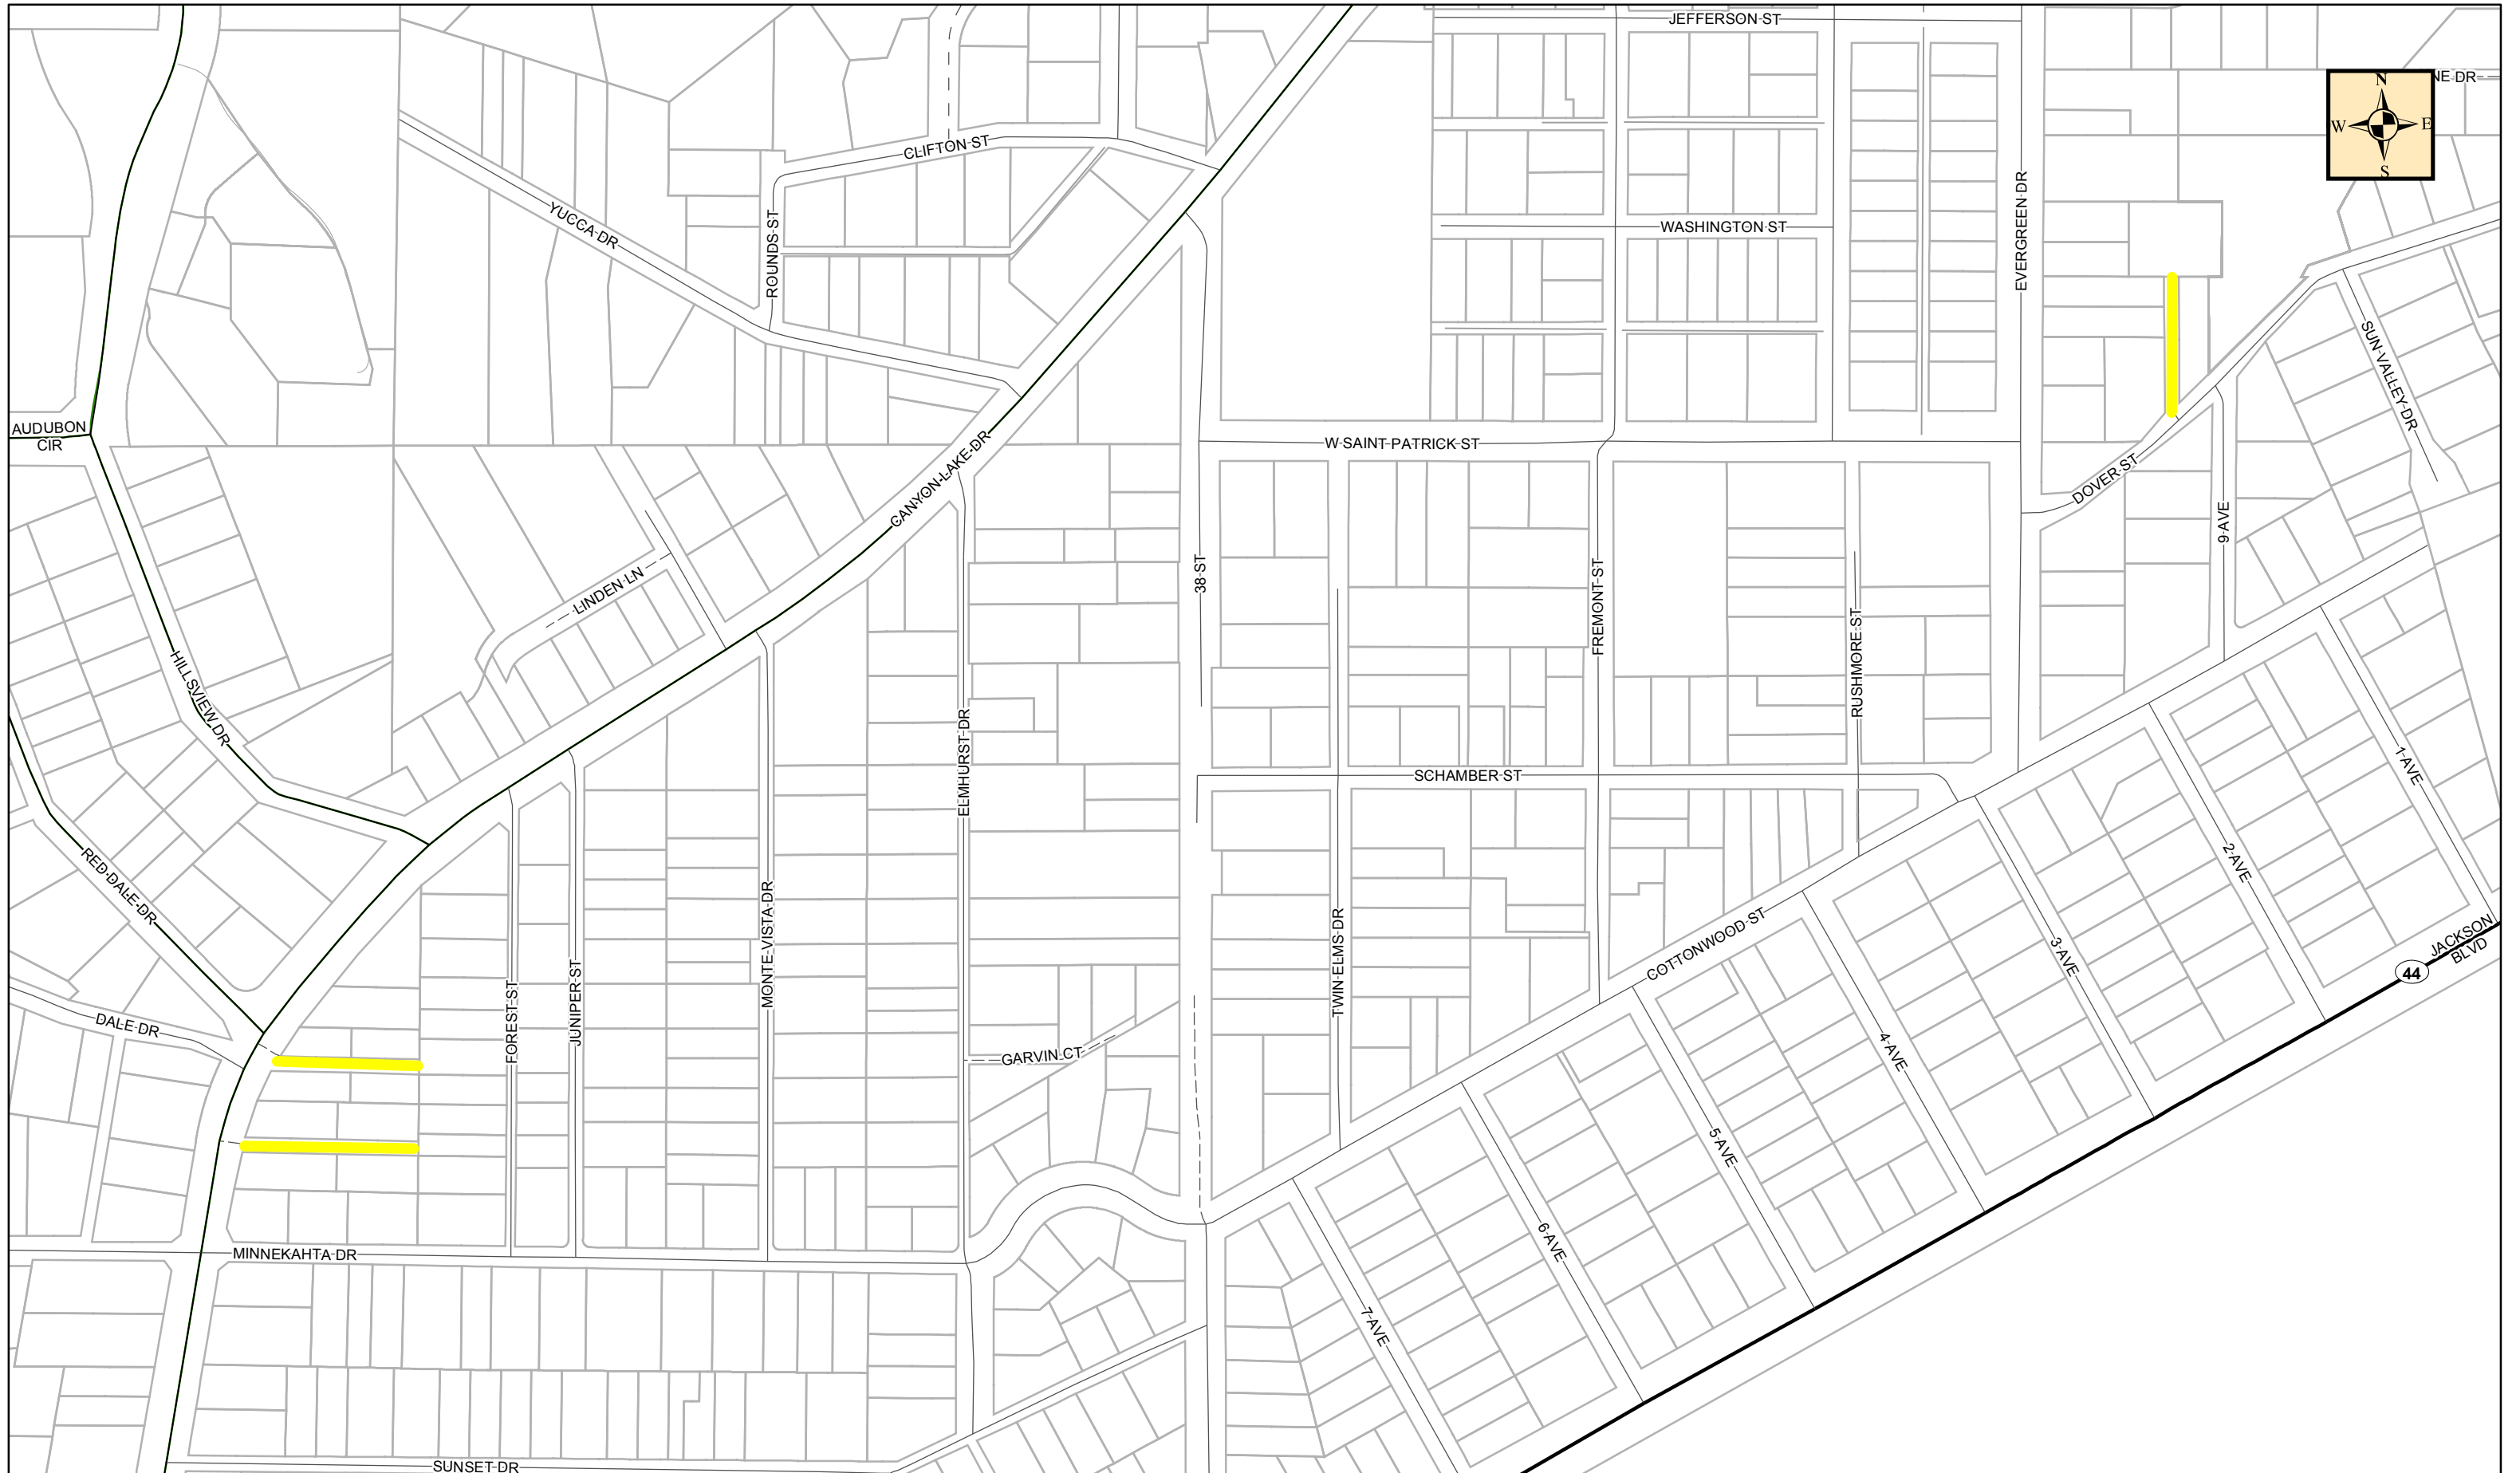 JEFFERSON ST
NE DR
N
W
E
S
CLIFTON ST
YUCCA DR
ROUNDS ST
WASHINGTON ST
EVERGREEN DR
SUN VALLEY DR
AUDUBON
CIR
CANYON LAKE DR
W SAINT PATRICK ST
DOVER ST
9 AVE
LINDEN LN
38 ST
FREMONT ST
RUSHMORE ST
HILLSVIEW DR
ELMHURST DR
SCHAMBER ST
1 AVE
2 AVE
RED DALE DR
MONTE VISTA DR
TWIN ELMS DR
COTTONWOOD ST
3 AVE
JACKSON
BLVD
44
FOREST ST
JUNIPER ST
DALE DR
GARVIN CT
4 AVE
5 AVE
6 AVE
MINNEKAHTA DR
7 AVE
SUNSET DR